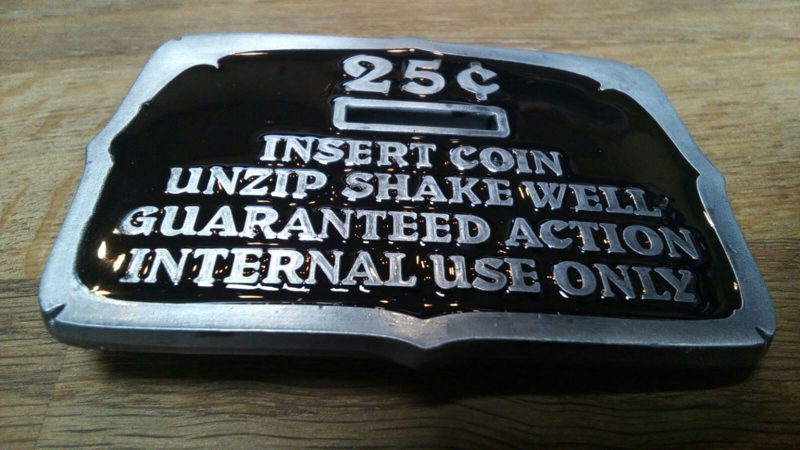 25¢
INSERT COIN
UNZIP SHAKE WELL
GUARANTEED ACTION
INTERNAL USE ONLY